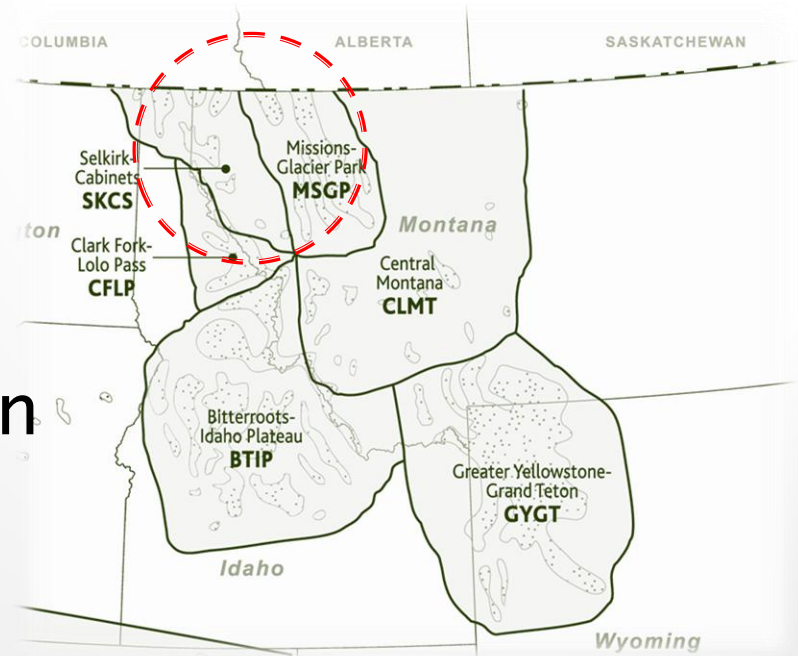 COLUMBIA
ALBERTA
SASKATCHEWAN
Selkirk-
Cabinets
SKCS
Missions-
Glacier Park
MSGP
ton
Montana
Clark Fork-
Lolo Pass
CFLP
Central
Montana
CLMT
n
Bitterroots-
Idaho Plateau
BTIP
Greater Yellowstone-
Grand Teton
GYGT
Idaho
Wyoming